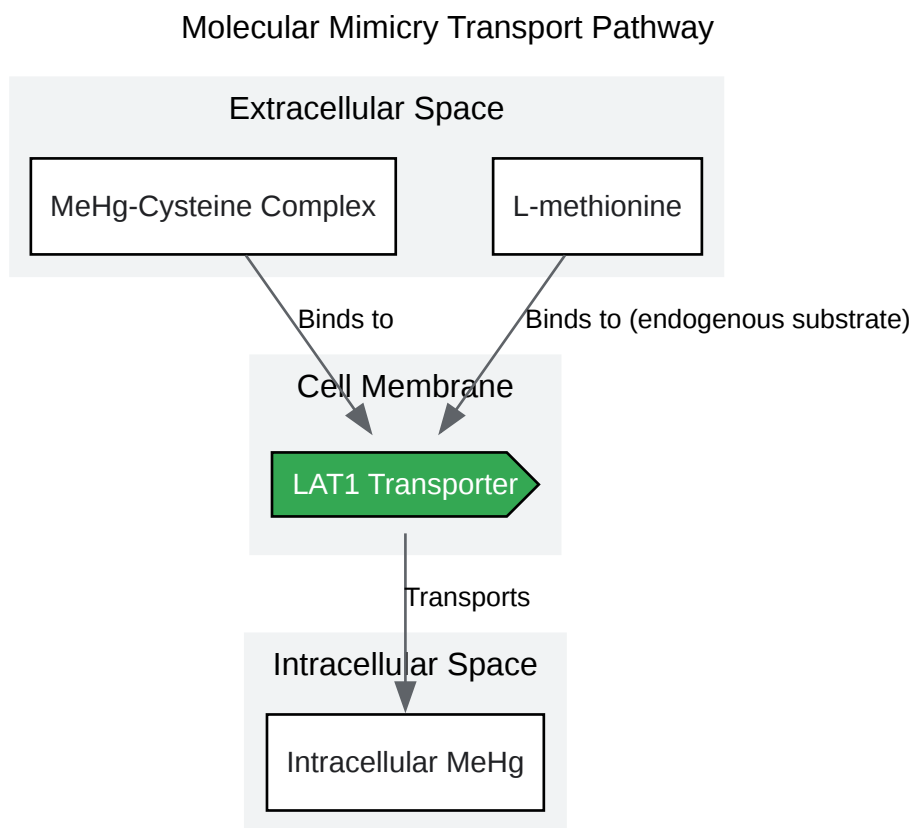 Molecular Mimicry Transport Pathway
Extracellular Space
MeHg-Cysteine Complex
L-methionine
Binds to
Binds to (endogenous substrate)
Cell Membrane
LAT1 Transporter
Transports
Intracellular Space
Intracellular MeHg